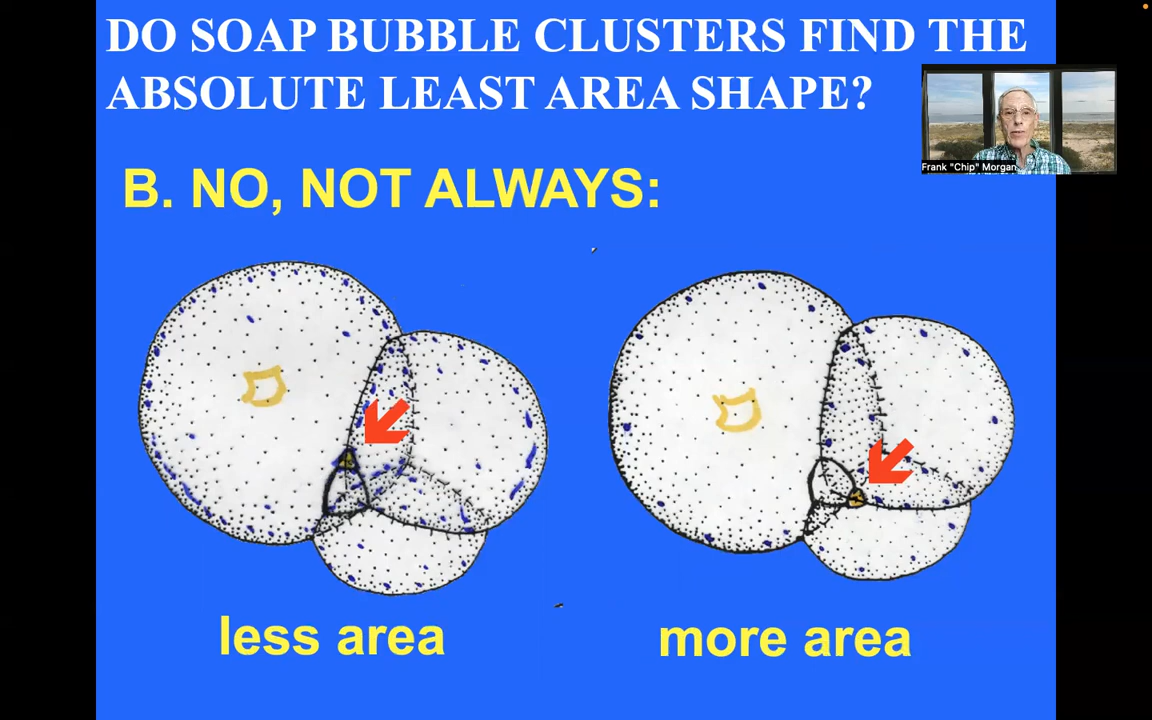 DO SOAP BUBBLE CLUSTERS FIND THE
ABSOLUTE LEAST AREA SHAPE?
Frank "Chip" Morgan
B. NO, NOT ALWAYS:
less area
more area